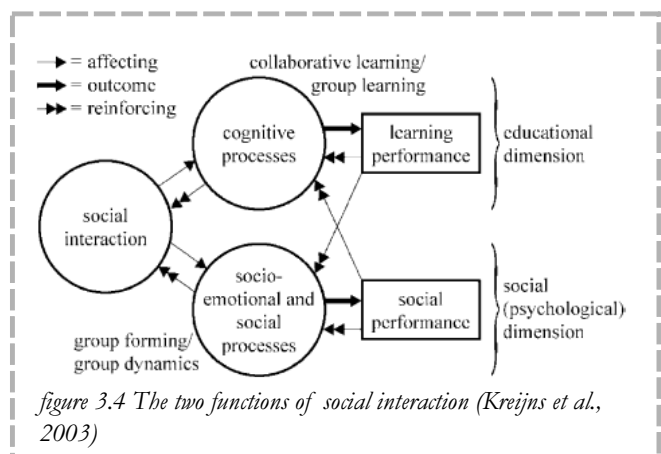 = affecting
= outcome
= reinforcing
collaborative learning/
group learning
cognitive
processes
learning
performance
educational
dimension
social
interaction
socio-
emotional and
social
processes
social
performance
social
(psychological)
dimension
group forming/
group dynamics
figure 3.4 The two functions of social interaction (Kreijns et al.,
2003)